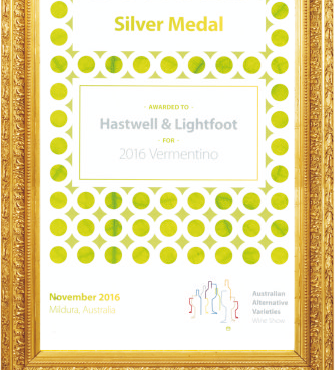 Silver Medal
- AWARDED TO -
Hastwell & Lightfoot
- FOR -
2016 Vermentino
November 2016
Mildura, Australia
Australian
Alternative
Varieties
Wine Show